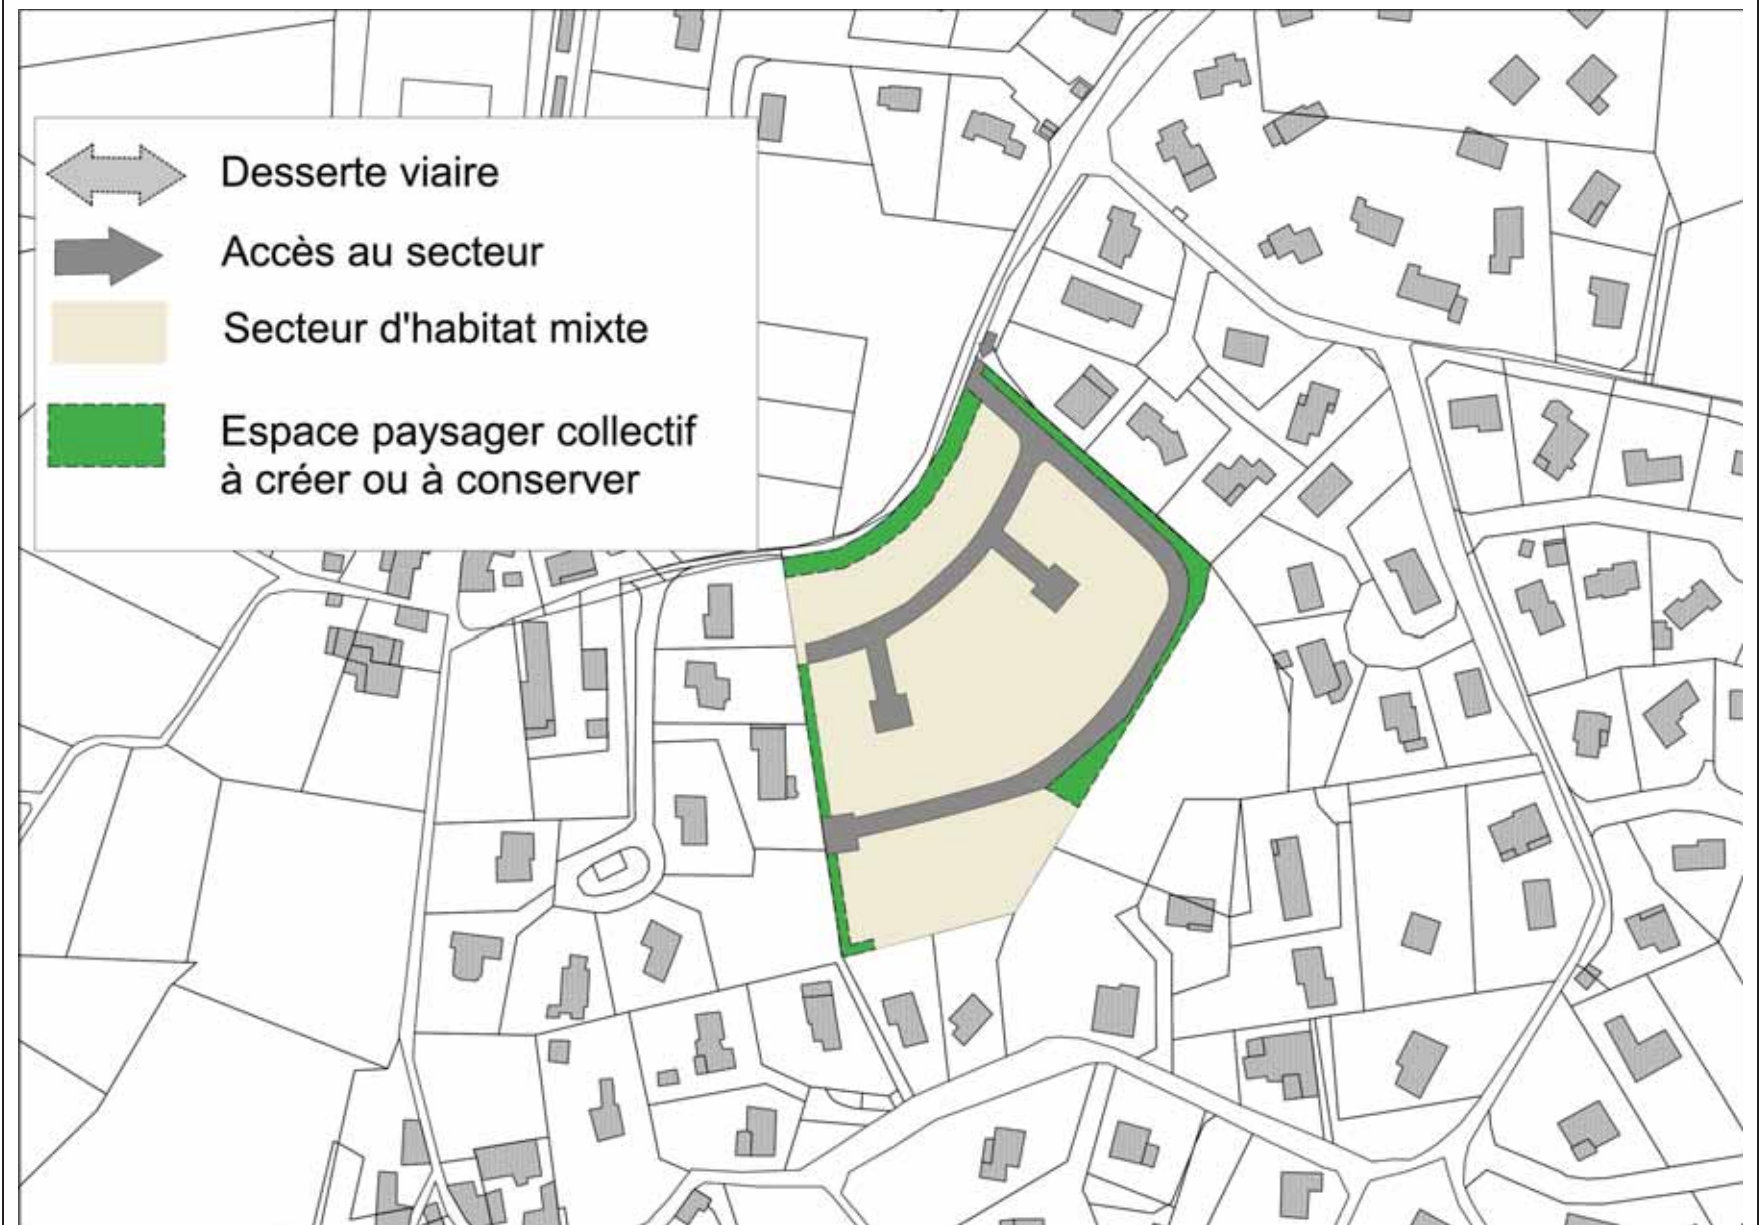 Desserte viaire
Accès au secteur
Secteur d'habitat mixte
Espace paysager collectif
à créer ou à conserver